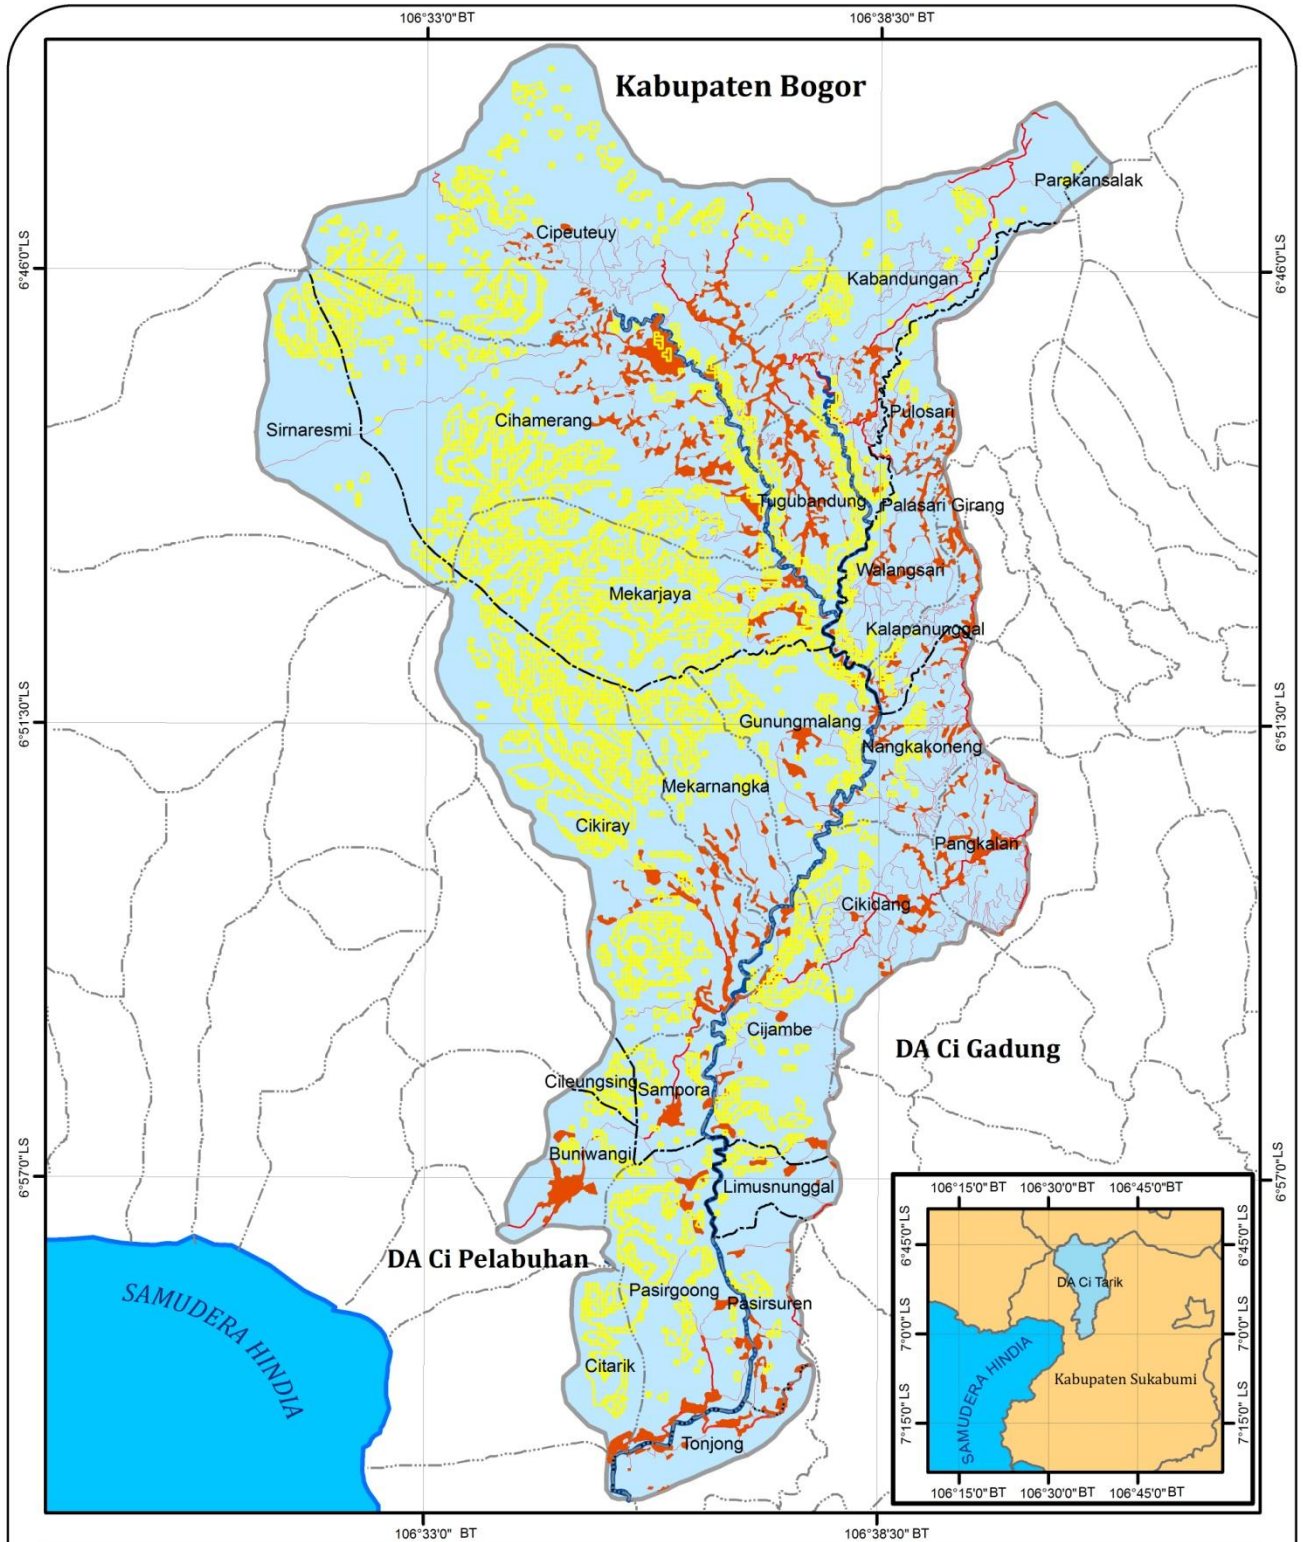 106°33'0" BT
106°38'30" BT
Kabupaten Bogor
Parakansalak
Cipeuteuy
6°46'0"LS
6°46'0"LS
Kabandungan
Pulosari
Cihamerang
Sirnaresmi
Tugubandung
Palasari Girang
Walangsari
Mekarjaya
Kalapanunggal
6°51'30"LS
6°51'30"LS
Gunungmalang
Nangkakoneng
Mekarnangka
Cikiray
Pangkalan
Cikidang
Cijambe
DA Ci Gadung
Cileungsing
Sampora
Buniwangi
6°57'0"LS
6°57'0"LS
Limusnunggal
DA Ci Pelabuhan
Pasirgoong
Pasirsuren
SAMUDERA HINDIA
Citarik
Tonjong
106°33'0" BT
106°38'30" BT
106°15'0"BT
106°30'0"BT
106°45'0"BT
6°45'0" LS
6°45'0" LS
DA Ci Tarik
7°0'0" LS
7°0'0" LS
SAMUDERA HINDIA
Kabupaten Sukabumi
7°15'0" LS
7°15'0" LS
106°15'0"BT
106°30'0"BT
106°45'0"BT